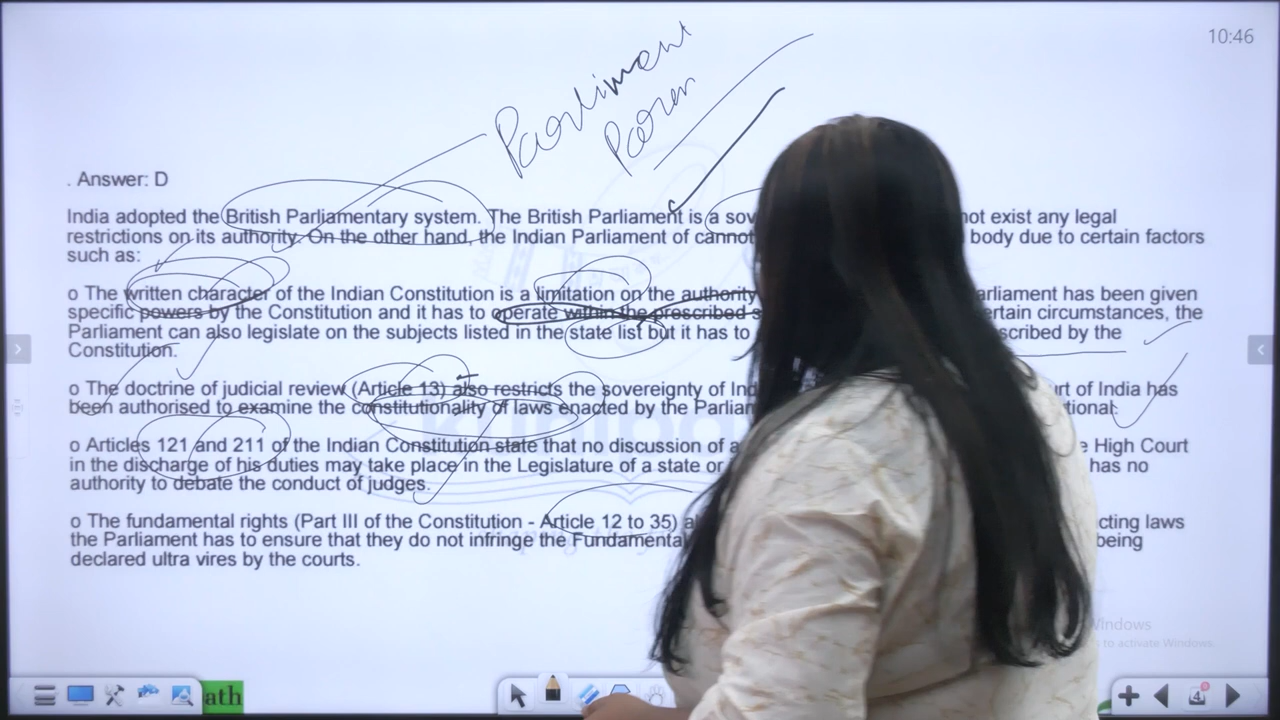 10:46
Parliment
Paren
. Answer: D
India adopted the British Parliamentary system. The British Parliament is a sov not exist any legal
restrictions on its authority. On the other hand, the Indian Parliament of cannot body due to certain factors
such as:
o The written character of the Indian Constitution is a limitation on the authority arliament has been given
specific powers by the Constitution and it has to operate within the prescribed s ertain circumstances, the
Parliament can also legislate on the subjects listed in the state list but it has to scribed by the
Constitution.
o The doctrine of judicial review (Article 13) also restricts the sovereignty of Ind rt of India has
been authorised to examine the constitutionality of laws enacted by the Parliam tional.
o Articles 121 and 211 of the Indian Constitution state that no discussion of a e High Court
in the discharge of his duties may take place in the Legislature of a state or has no
authority to debate the conduct of judges.
o The fundamental rights (Part III of the Constitution - Article 12 to 35) al cting laws
the Parliament has to ensure that they do not infringe the Fundamental being
declared ultra vires by the courts.
Windows
to activate Windows.
ath